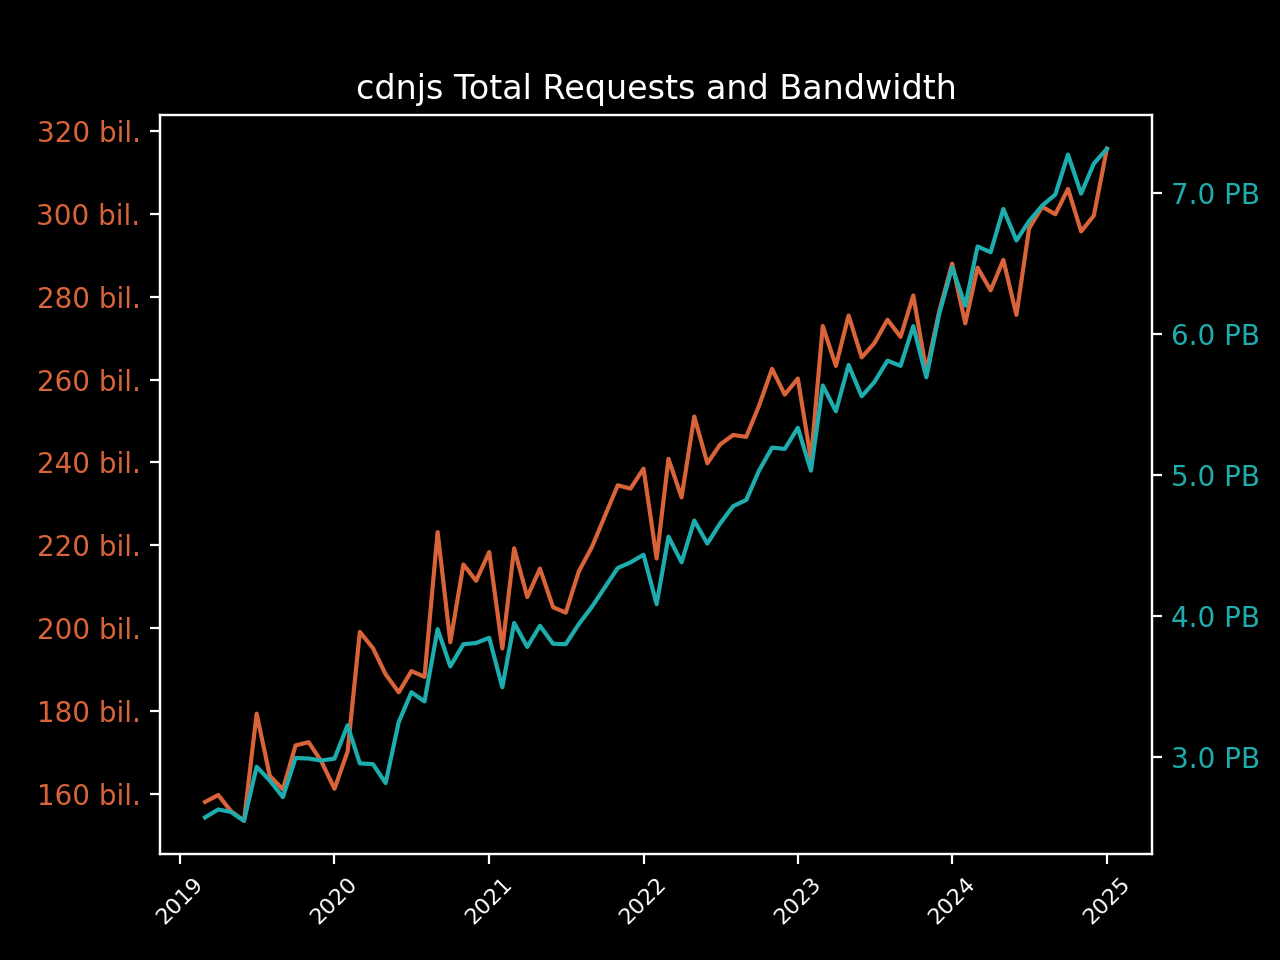 cdnjs Total Requests and Bandwidth
320 bil.
300 bil.
280 bil.
260 bil.
240 bil.
220 bil.
200 bil.
180 bil.
160 bil.
7.0 PB
6.0 PB
5.0 PB
4.0 PB
3.0 PB
2019
2020
2021
2022
2023
2024
2025